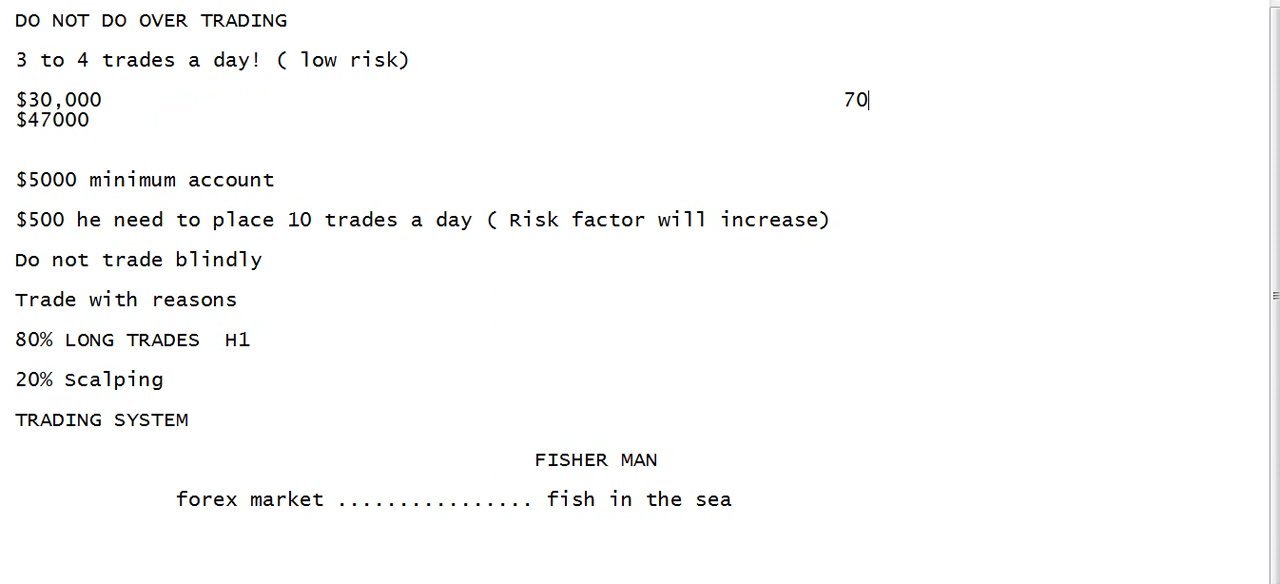 DO NOT DO OVER TRADING
3 to 4 trades a day! ( low risk)
$30,000 70
$47000
$5000 minimum account
$500 he need to place 10 trades a day ( Risk factor will increase)
Do not trade blindly
Trade with reasons
80% LONG TRADES H1
20% Scalping
TRADING SYSTEM
FISHER MAN
forex market ................ fish in the sea